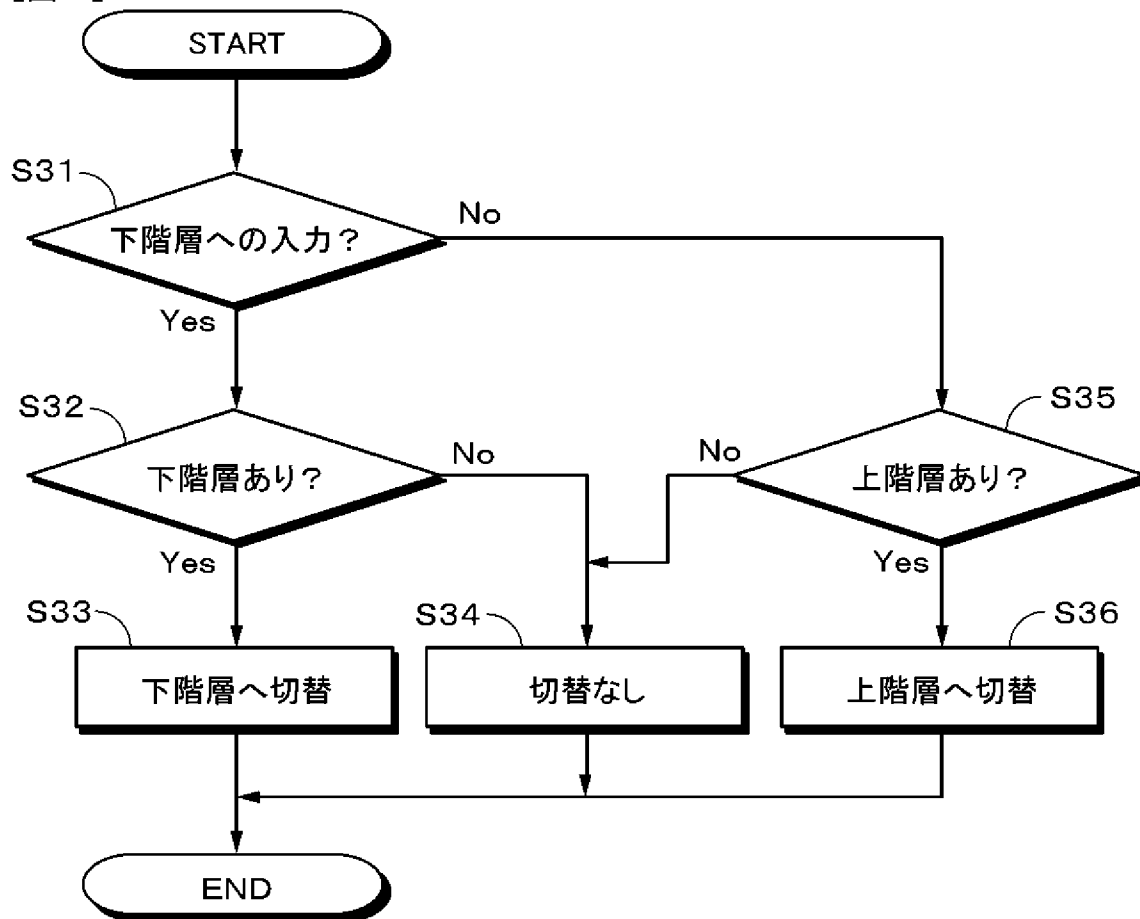 START
S31
下階層への入力？
No
Yes
S32
下階層あり？
No
Yes
S35
上階層あり？
No
Yes
S33
下階層へ切替
S34
切替なし
S36
上階層へ切替
END